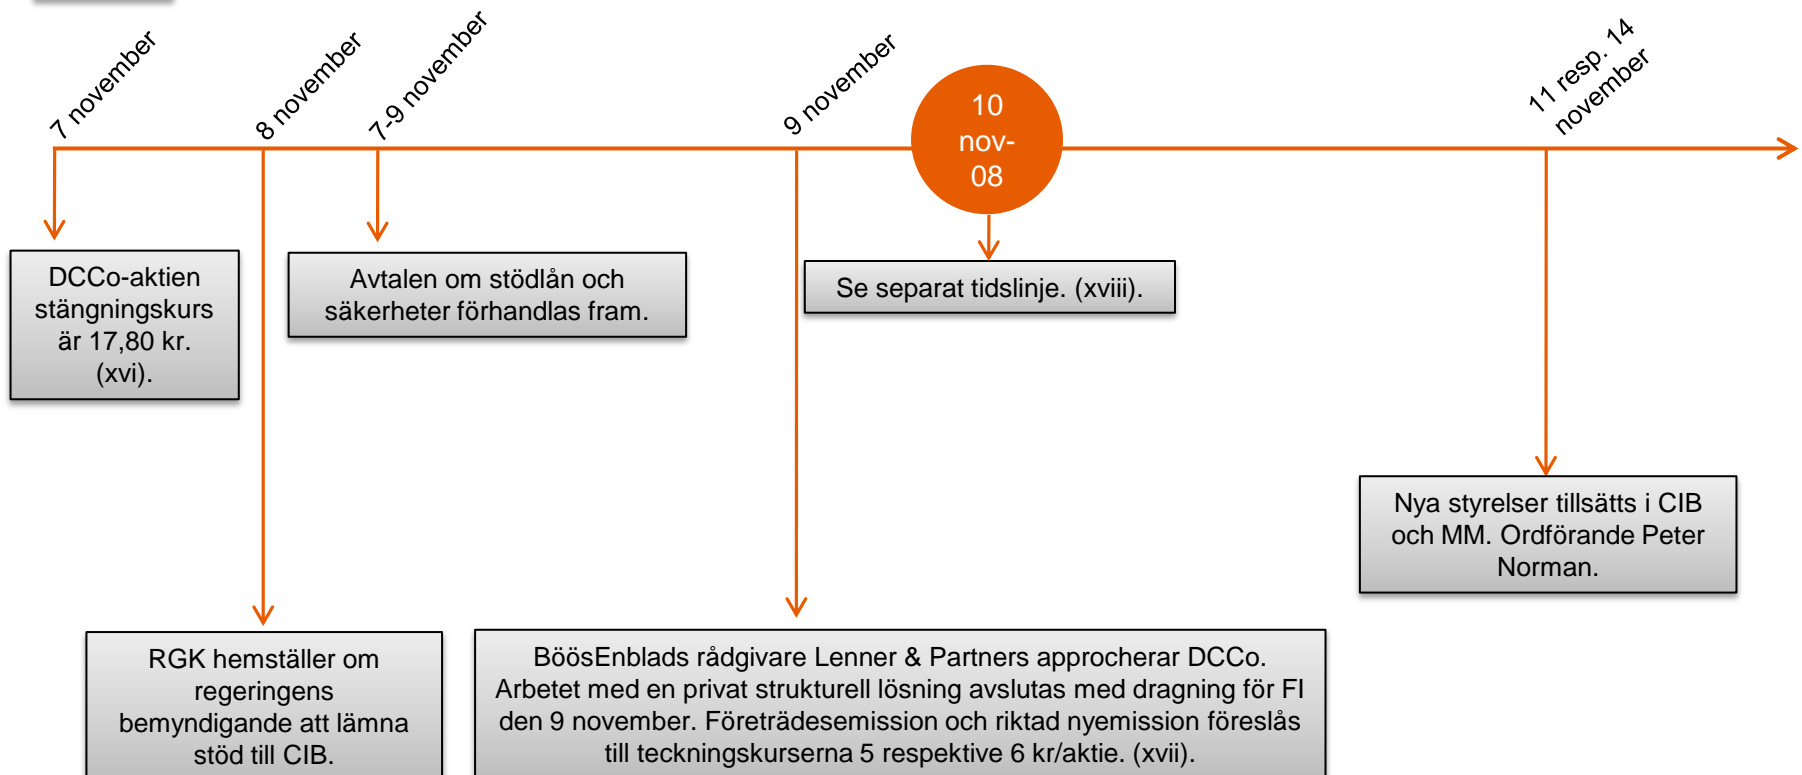 7 november
8 november
7-9 november
9 november
10
nov-
08
11 resp. 14
november
DCCo-aktien
stängningskurs
är 17,80 kr.
(xvi).
Avtalen om stödlån och
säkerheter förhandlas fram.
Se separat tidslinje. (xviii).
Nya styrelser tillsätts i CIB
och MM. Ordförande Peter
Norman.
RGK hemställer om
regeringens
bemyndigande att lämna
stöd till CIB.
BöösEnblads rådgivare Lenner & Partners approcherar DCCo.
Arbetet med en privat strukturell lösning avslutas med dragning för FI
den 9 november. Företrädesemission och riktad nyemission föreslås
till teckningskurserna 5 respektive 6 kr/aktie. (xvii).